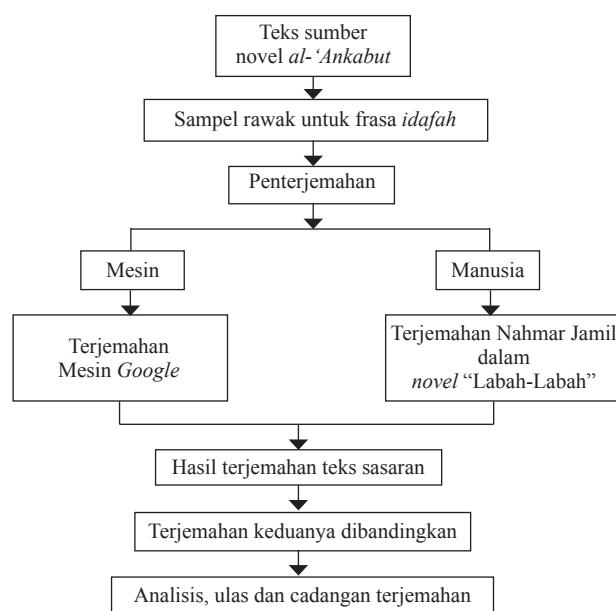 Teks sumber
novel al-‘Ankabut
Sampel rawak untuk frasa idafah
Penterjemahan
Mesin
Manusia
Terjemahan
Mesin Google
Terjemahan Nahmar Jamil
dalam
novel “Labah-Labah”
Hasil terjemahan teks sasaran
Terjemahan keduanya dibandingkan
Analisis, ulas dan cadangan terjemahan